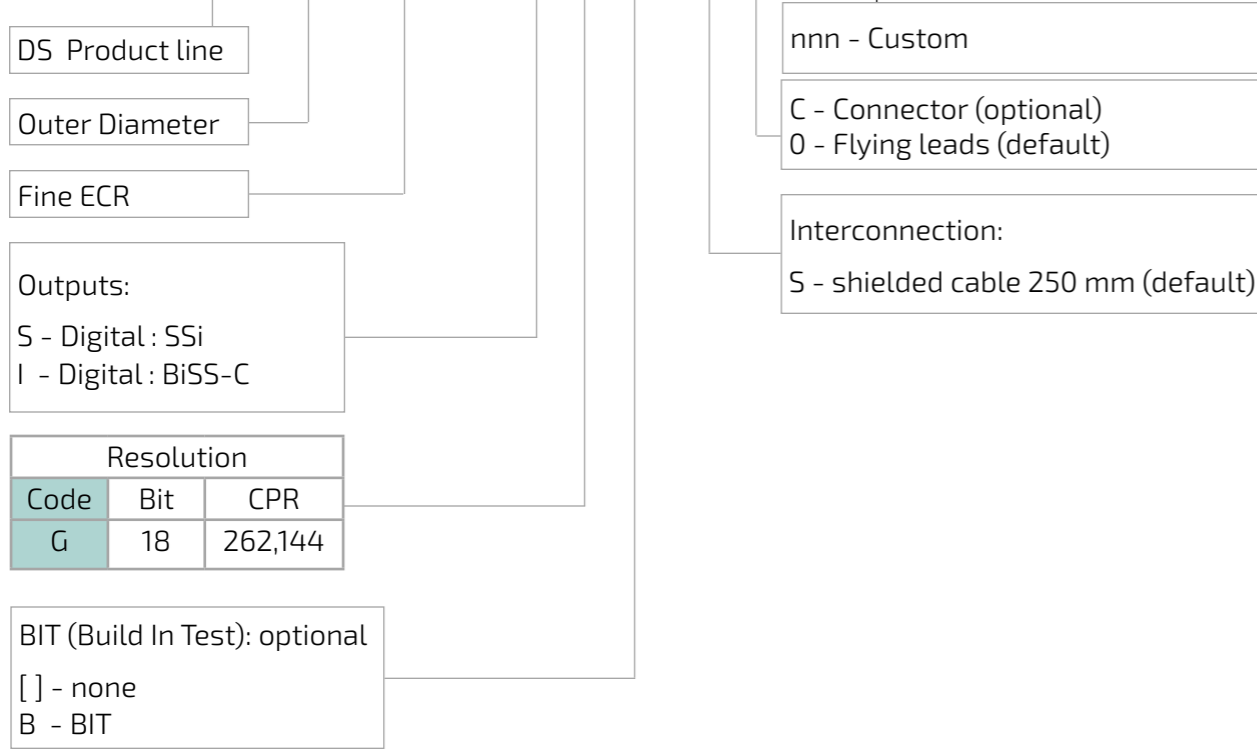 DS Product line
Outer Diameter
Fine ECR
Outputs:
S - Digital : SSi
I - Digital : BiSS-C
Resolution
Code Bit CPR
G 18 262,144
BIT (Build In Test): optional
[ ] - none
B - BIT
nnn - Custom
C - Connector (optional)
0 - Flying leads (default)
Interconnection:
S - shielded cable 250 mm (default)